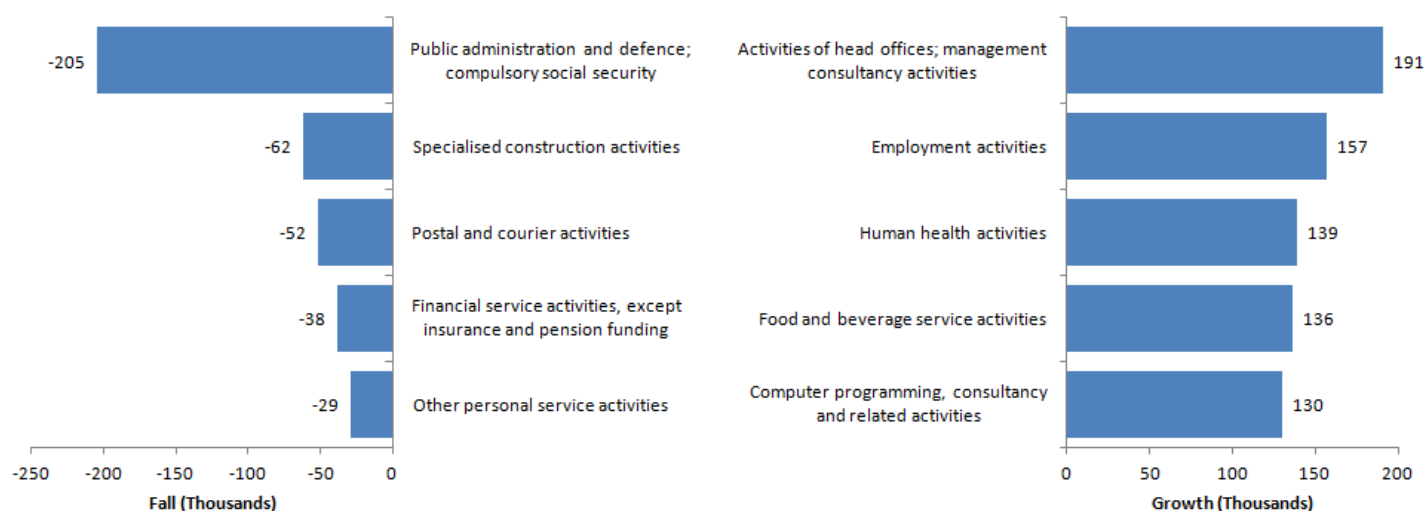 -205
Public administration and defence;
compulsory social security
-62
Specialised construction activities
-52
Postal and courier activities
-38
Financial service activities, except
insurance and pension funding
-29
Other personal service activities
-250 -200 -150 -100 -50 0
Fall (Thousands)
Activities of head offices; management
consultancy activities
191
Employment activities
157
Human health activities
139
Food and beverage service activities
136
Computer programming, consultancy
and related activities
130
0 50 100 150 200
Growth (Thousands)